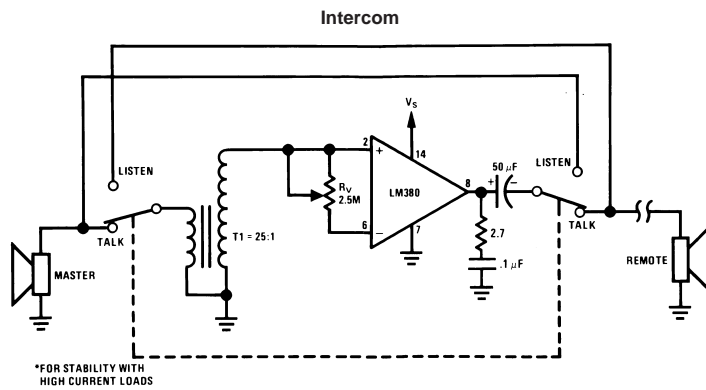 Intercom
LISTEN
TALK
MASTER
T1 = 25:1
RV
2.5M
2
+
6
−
LM380
VS
14
7
8
50 μF
+
−
2.7
.1 μF
LISTEN
TALK
REMOTE
*FOR STABILITY WITH
HIGH CURRENT LOADS